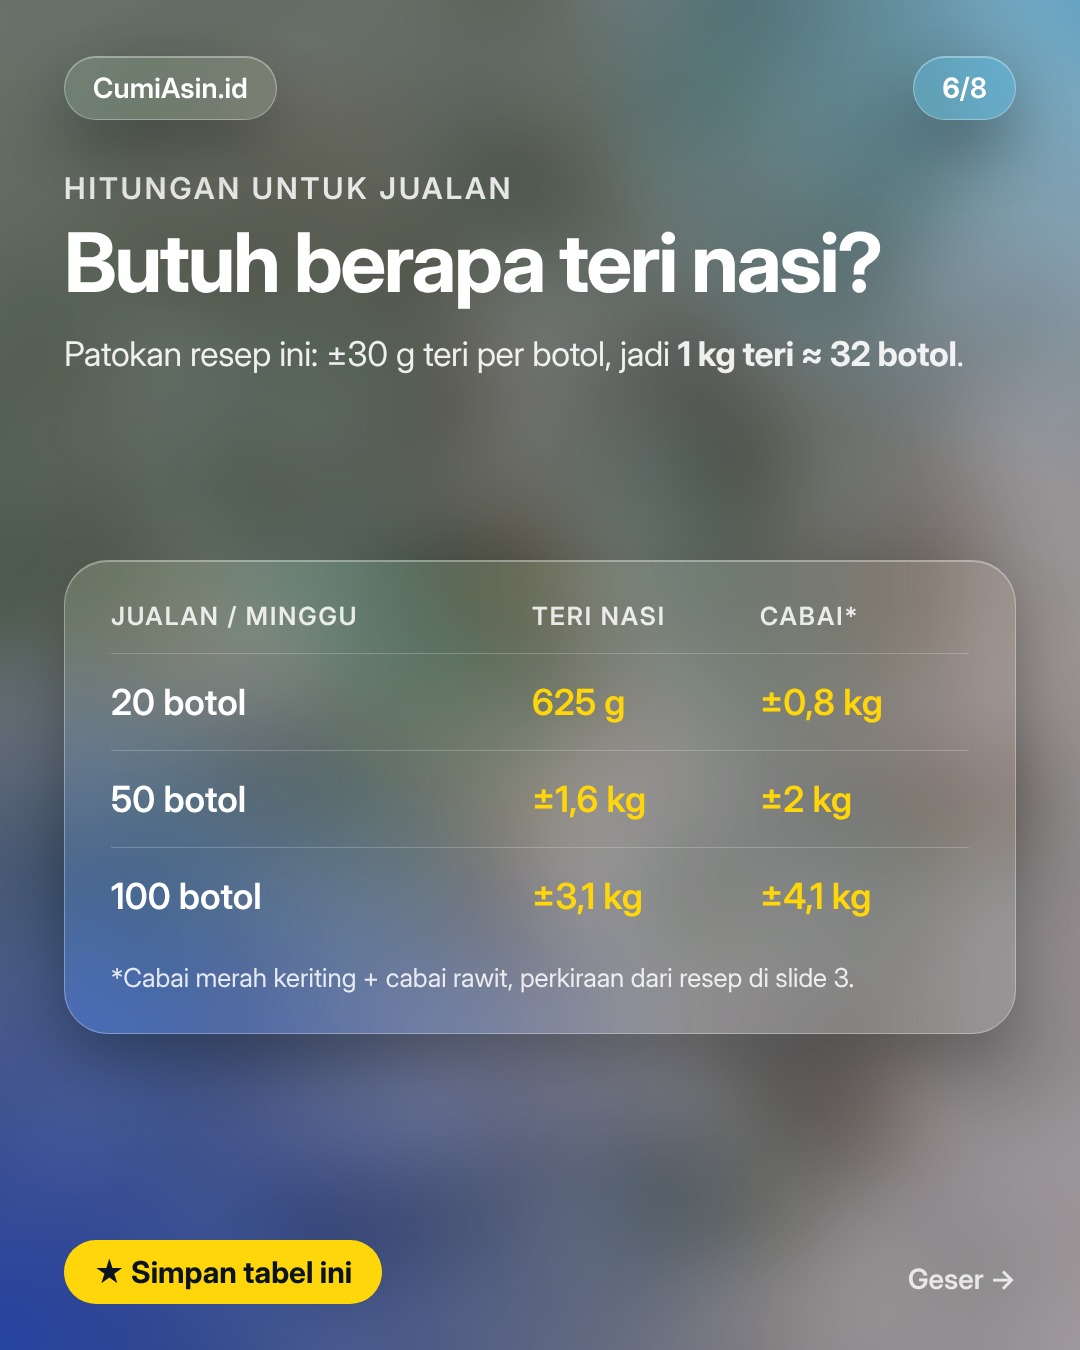 CumiAsin.id
6/8
HITUNGAN UNTUK JUALAN
Butuh berapa teri nasi?
Patokan resep ini: ±30 g teri per botol, jadi 1 kg teri ≈ 32 botol.
JUALAN / MINGGU TERI NASI CABAI*
20 botol 625 g ±0,8 kg
50 botol ±1,6 kg ±2 kg
100 botol ±3,1 kg ±4,1 kg
*Cabai merah keriting + cabai rawit, perkiraan dari resep di slide 3.
★ Simpan tabel ini
Geser →